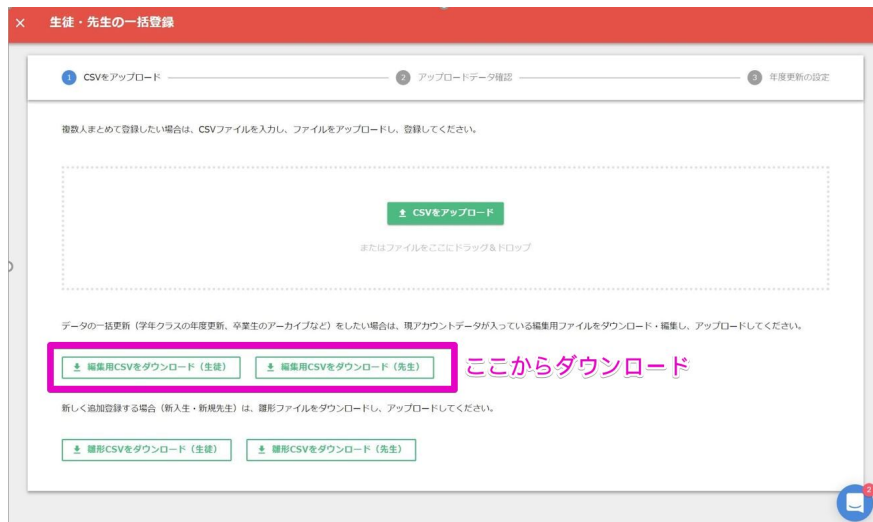 × 生徒・先生の一括登録
1 CSVをアップロード 2 アップロードデータ確認 3 年度更新の設定
複数人まとめて登録したい場合は、CSVファイルを入力し、ファイルをアップロードし、登録してください。
CSVをアップロード
またはファイルをここにドラッグ&ドロップ
データの一括更新（学年クラスの年度更新、卒業生のアーカイブなど）をしたい場合は、現アカウントデータが入っている編集用ファイルをダウンロード・編集し、アップロードしてください。
編集用CSVをダウンロード（生徒） 編集用CSVをダウンロード（先生） ここからダウンロード
新しく追加登録する場合（新入生・新規先生）は、雛形ファイルをダウンロードし、アップロードしてください。
雛形CSVをダウンロード（生徒） 雛形CSVをダウンロード（先生）
2